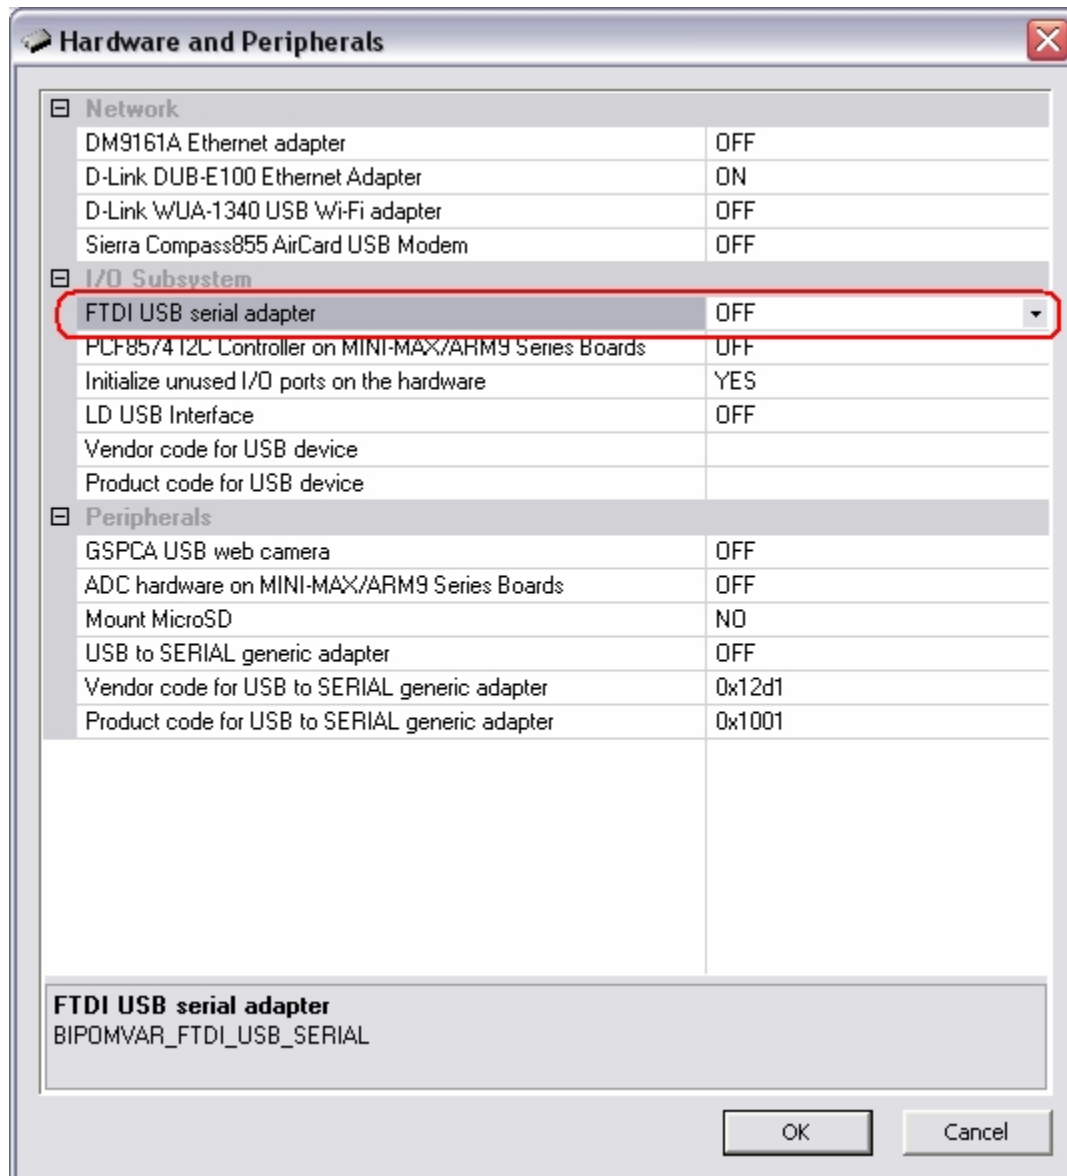 Hardware and Peripherals
Network
DM9161A Ethernet adapter OFF
D-Link DUB-E100 Ethernet Adapter ON
D-Link WUA-1340 USB Wi-Fi adapter OFF
Sierra Compass855 AirCard USB Modem OFF
I/O Subsystem
FTDI USB serial adapter OFF
PCF8574 I2C Controller on MINI-MAX/ARM9 Series Boards OFF
Initialize unused I/O ports on the hardware YES
LD USB Interface OFF
Vendor code for USB device
Product code for USB device
Peripherals
GSPCA USB web camera OFF
ADC hardware on MINI-MAX/ARM9 Series Boards OFF
Mount MicroSD NO
USB to SERIAL generic adapter OFF
Vendor code for USB to SERIAL generic adapter 0x12d1
Product code for USB to SERIAL generic adapter 0x1001
FTDI USB serial adapter
BIPOMVAR_FTDI_USB_SERIAL
OK Cancel